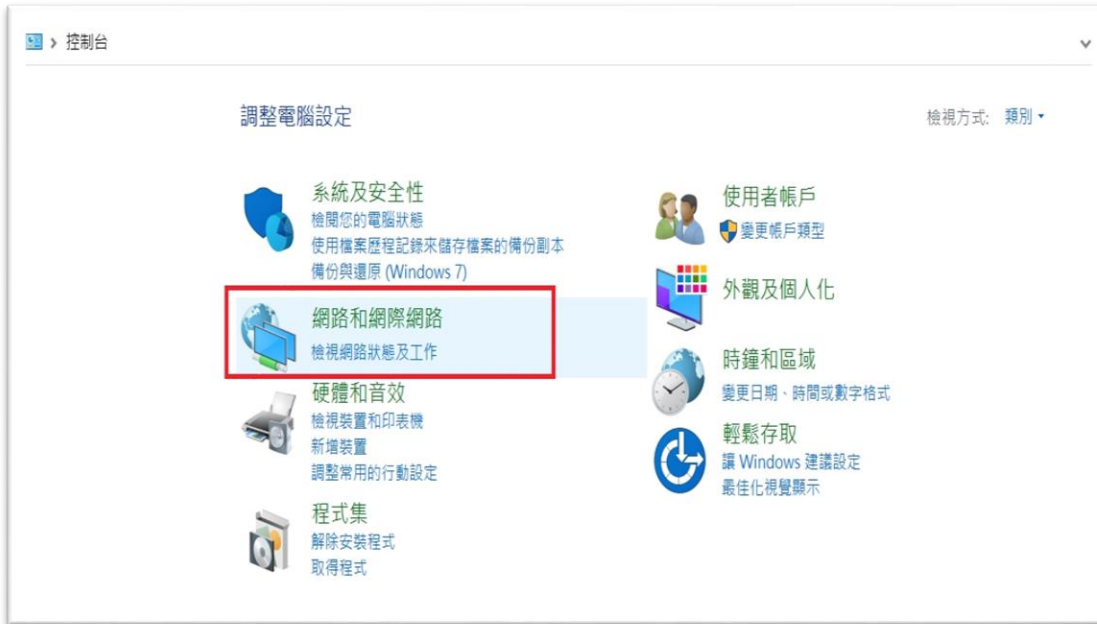 控制台
調整電腦設定
檢視方式: 類別
系統及安全性
檢閱您的電腦狀態
使用檔案歷程記錄來儲存檔案的備份副本
備份與還原 (Windows 7)
網路和網際網路
檢視網路狀態及工作
硬體和音效
檢視裝置和印表機
新增裝置
調整常用的行動設定
程式集
解除安裝程式
取得程式
使用者帳戶
變更帳戶類型
外觀及個人化
時鐘和區域
變更日期、時間或數字格式
輕鬆存取
讓 Windows 建議設定
最佳化視覺顯示